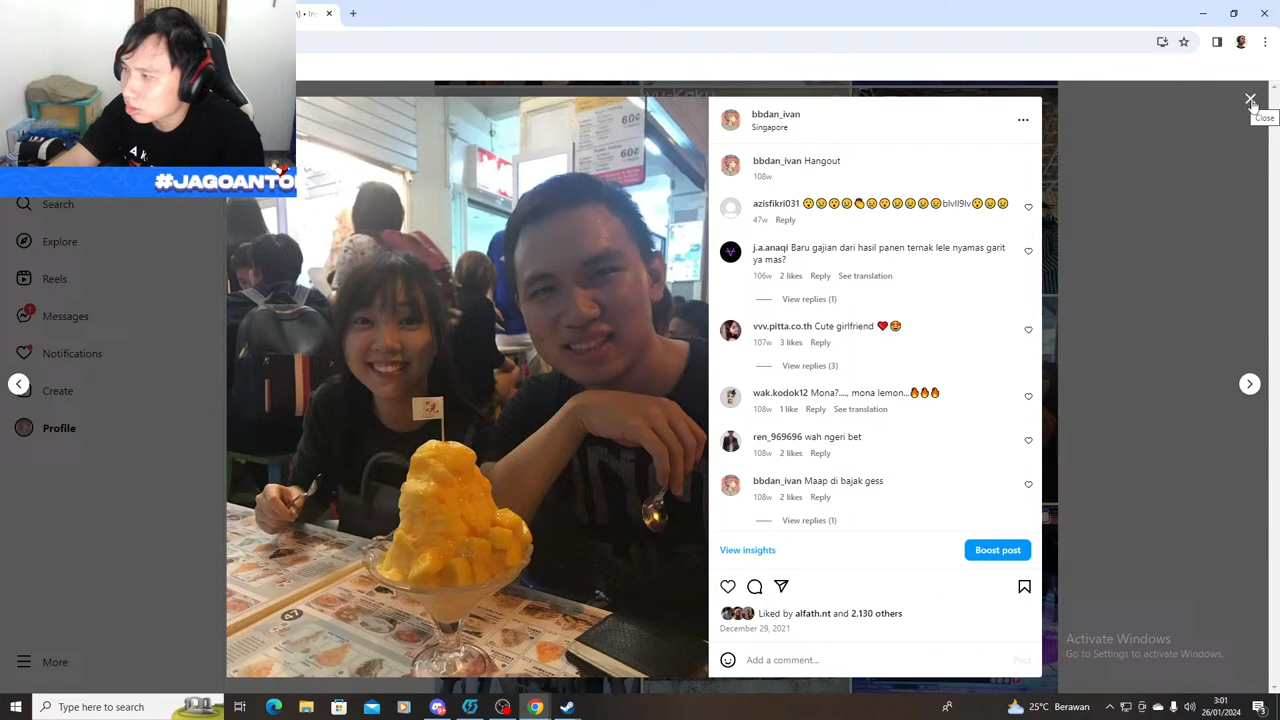 #JAGOANTO
Search
Explore
Reels
1
Messages
Notifications
Create
Profile
More
60¢
60¢
47
bbdan_ivan
Singapore
bbdan_ivan Hangout
108w
azisfikri031 😮😖😮😖🙈😖😮😖😖😖😖blvll9lv😮😖😖
47w Reply
j.a.anaqi Baru gajian dari hasil panen ternak lele nyamas garit
ya mas?
106w 2 likes Reply See translation
View replies (1)
vvv.pitta.co.th Cute girlfriend ❤️🥰
107w 3 likes Reply
View replies (3)
wak.kodok12 Mona?...., mona lemon...🔥🔥🔥
108w 1 like Reply See translation
ren_969696 wah ngeri bet
108w 2 likes Reply
bbdan_ivan Maap di bajak gess
108w 2 likes Reply
View replies (1)
View insights
Boost post
Liked by alfath.nt and 2,130 others
December 29, 2021
Add a comment...
Post
Close
Activate Windows
Go to Settings to activate Windows.
Type here to search
25°C Berawan
3:01
26/01/2024